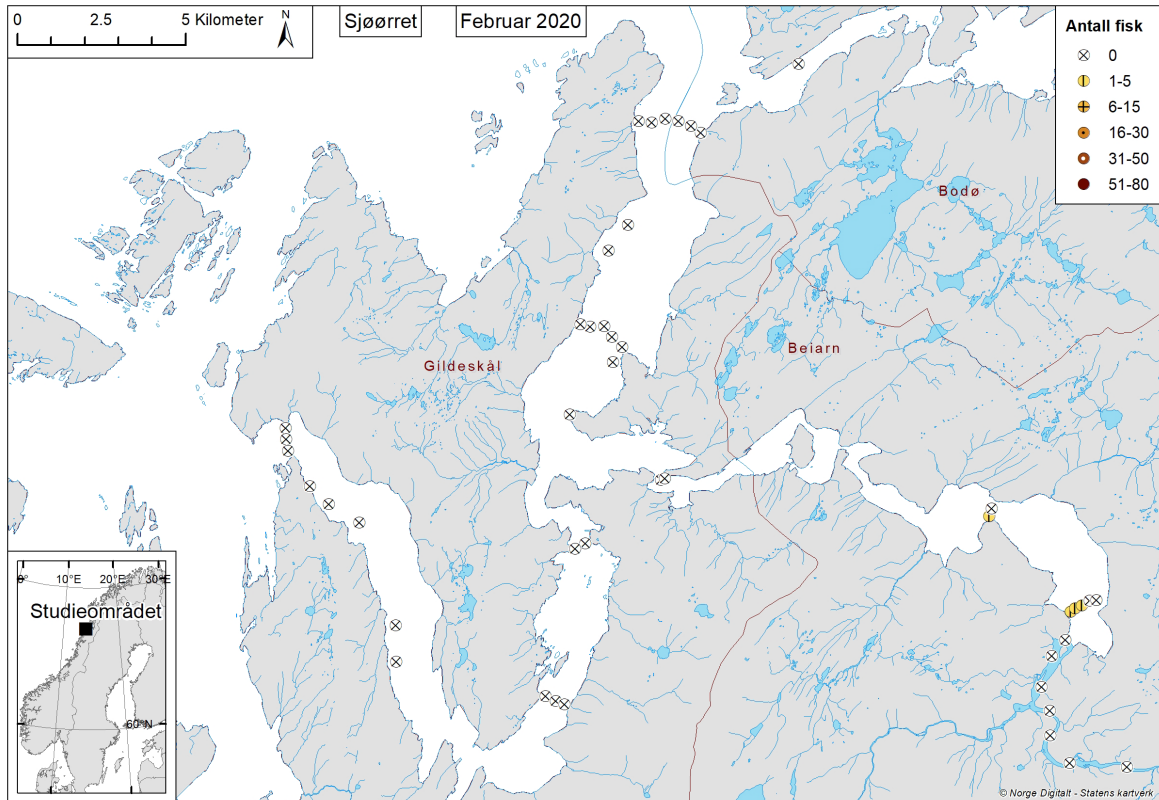 0 2.5 5 Kilometer
N
Sjøørret
Februar 2020
Antall fisk
0
1-5
6-15
16-30
31-50
51-80
Bodø
Beiarn
Gildeskål
0° 10°E 20°E 30°E
Studieområdet
60°N
© Norge Digitalt - Statens kartverk